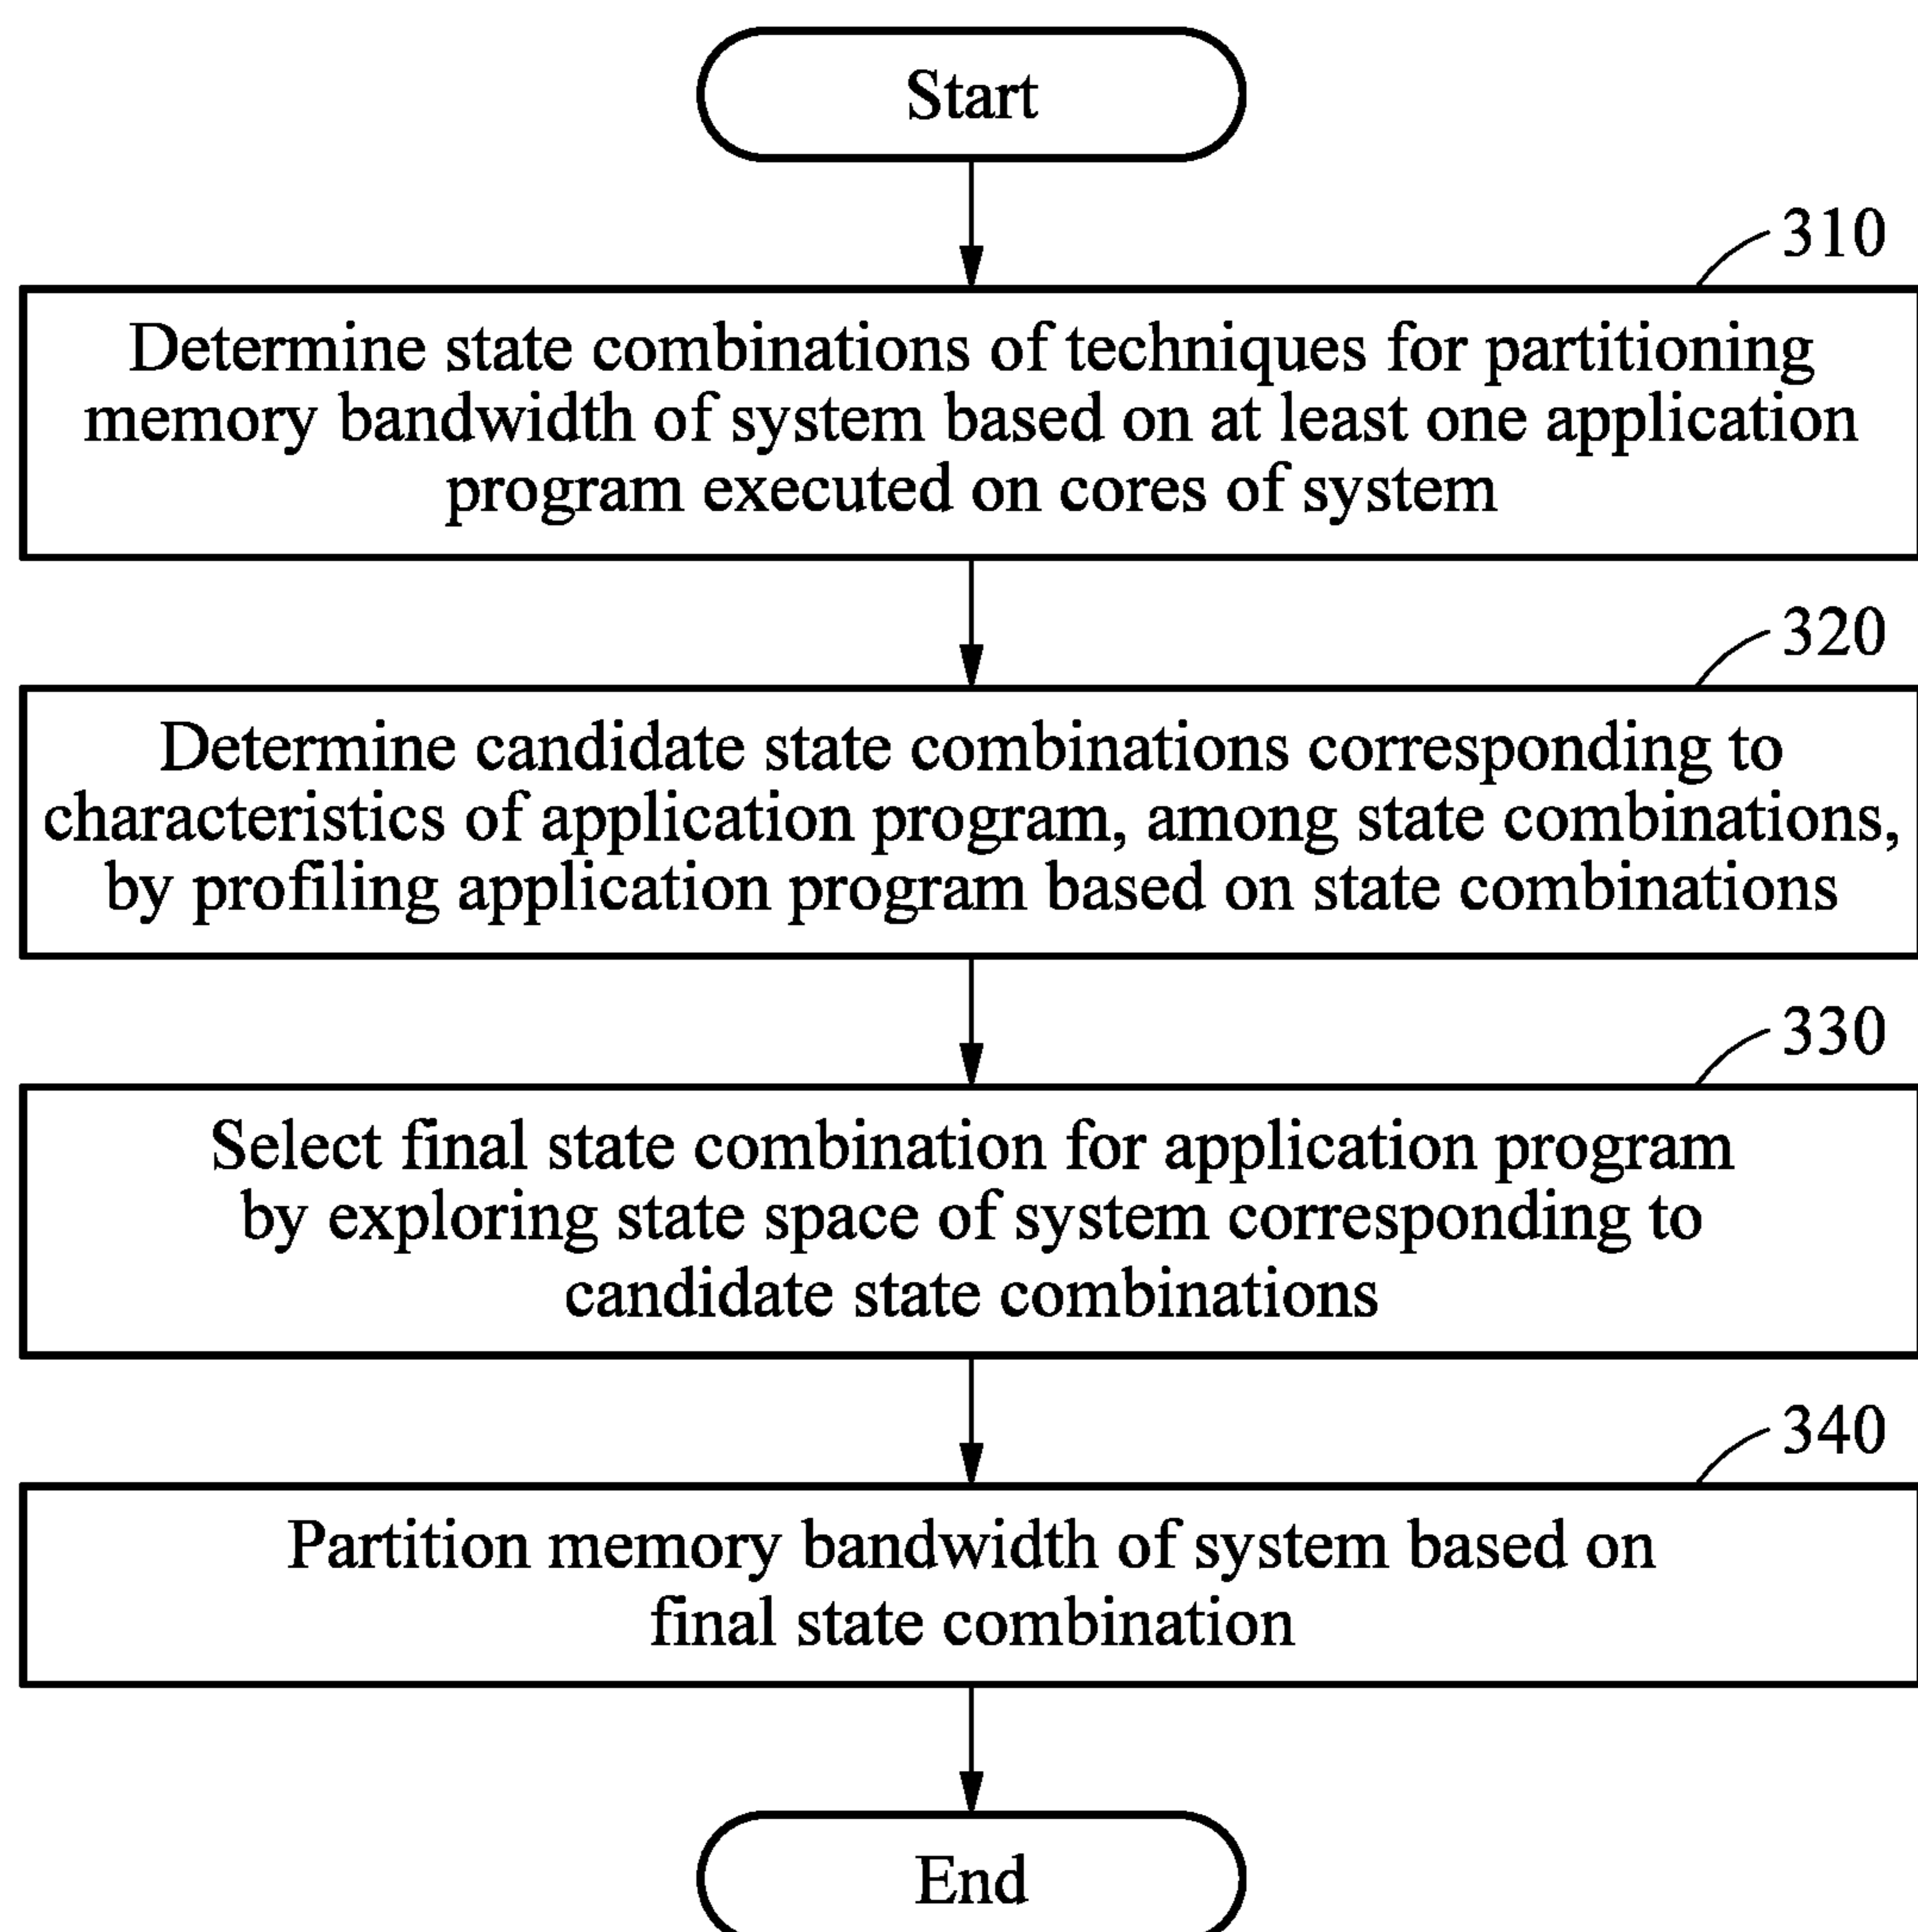 Start
310
Determine state combinations of techniques for partitioning
memory bandwidth of system based on at least one application
program executed on cores of system
320
Determine candidate state combinations corresponding to
characteristics of application program, among state combinations,
by profiling application program based on state combinations
330
Select final state combination for application program
by exploring state space of system corresponding to
candidate state combinations
340
Partition memory bandwidth of system based on
final state combination
End